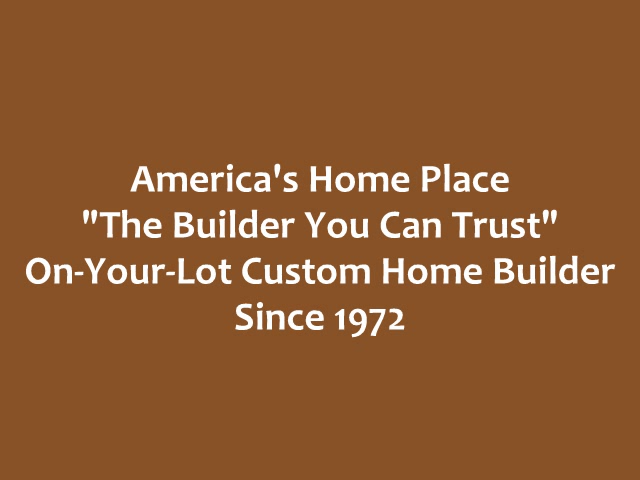 America's Home Place
"The Builder You Can Trust"
On-Your-Lot Custom Home Builder
Since 1972